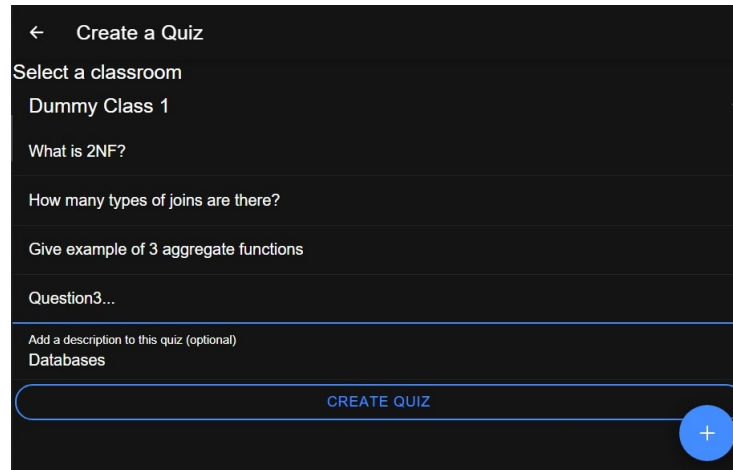 Create a Quiz
Select a classroom
Dummy Class 1
What is 2NF?
How many types of joins are there?
Give example of 3 aggregate functions
Question3...
Add a description to this quiz (optional)
Databases
CREATE QUIZ